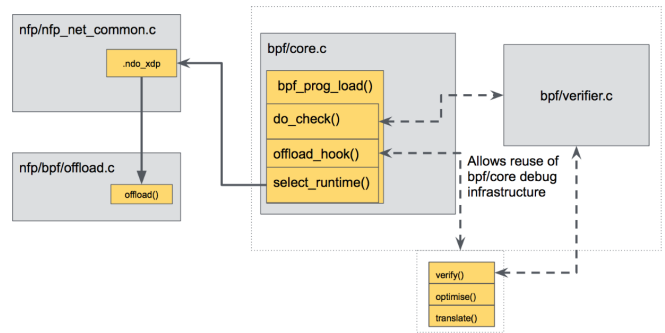 nfp/nfp_net_common.c
.ndo_xdp
nfp/bpf/offload.c
offload()
bpf/core.c
bpf_prog_load()
do_check()
offload_hook()
select_runtime()
bpf/verifier.c
Allows reuse of
bpf/core debug
infrastructure
verify()
optimise()
translate()